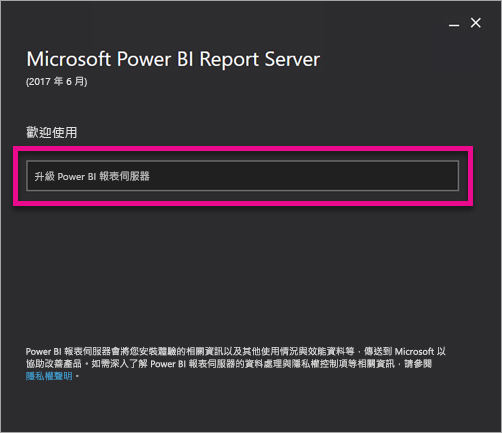 Microsoft Power BI Report Server
(2017 年 6 月)
歡迎使用
升級 Power BI 報表伺服器
Power BI 報表伺服器會將您安裝體驗的相關資訊以及其他使用情況與效能資料等，傳送到 Microsoft 以
協助改善產品。如需深入了解 Power BI 報表伺服器的資料處理與隱私權控制項等相關資訊，請參閱
隱私權聲明。